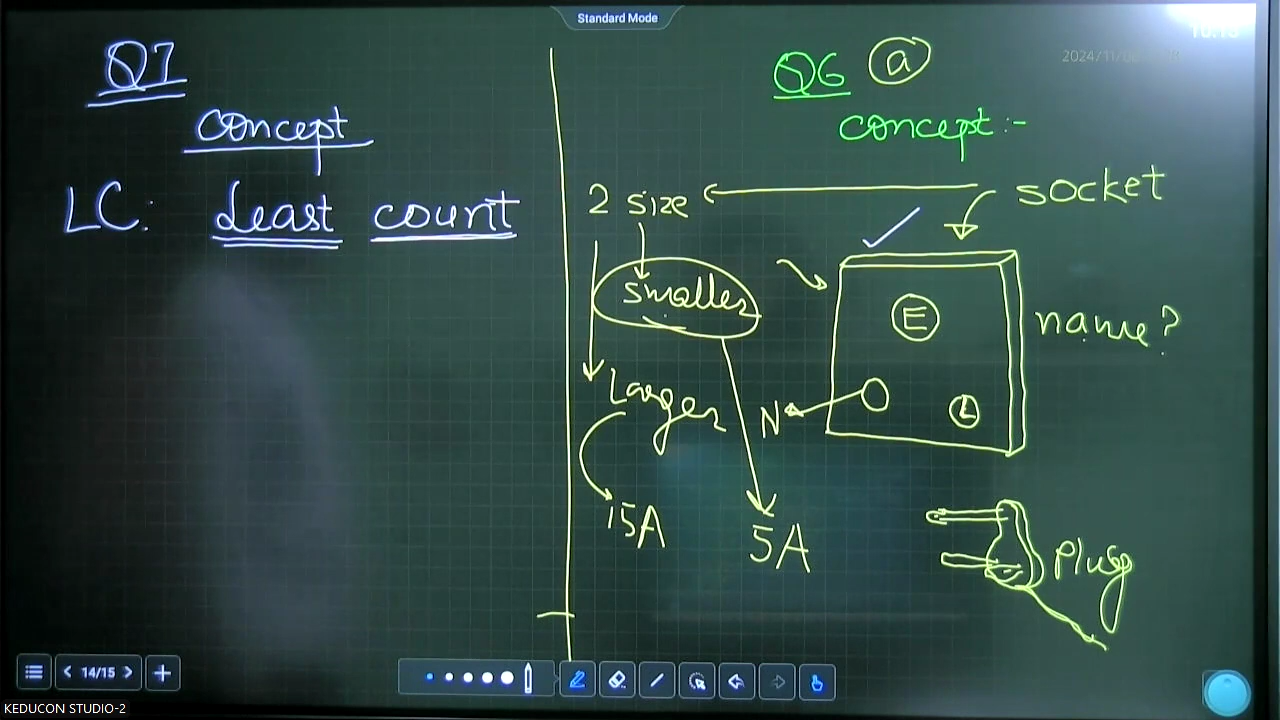 Standard Mode
Q7
concept
LC: Least count
Q6 (a)
concept :-
2 size
socket
smaller
Larger
15A
5A
E
N
L
name?
Plug
14/15
KEDUCON STUDIO-2